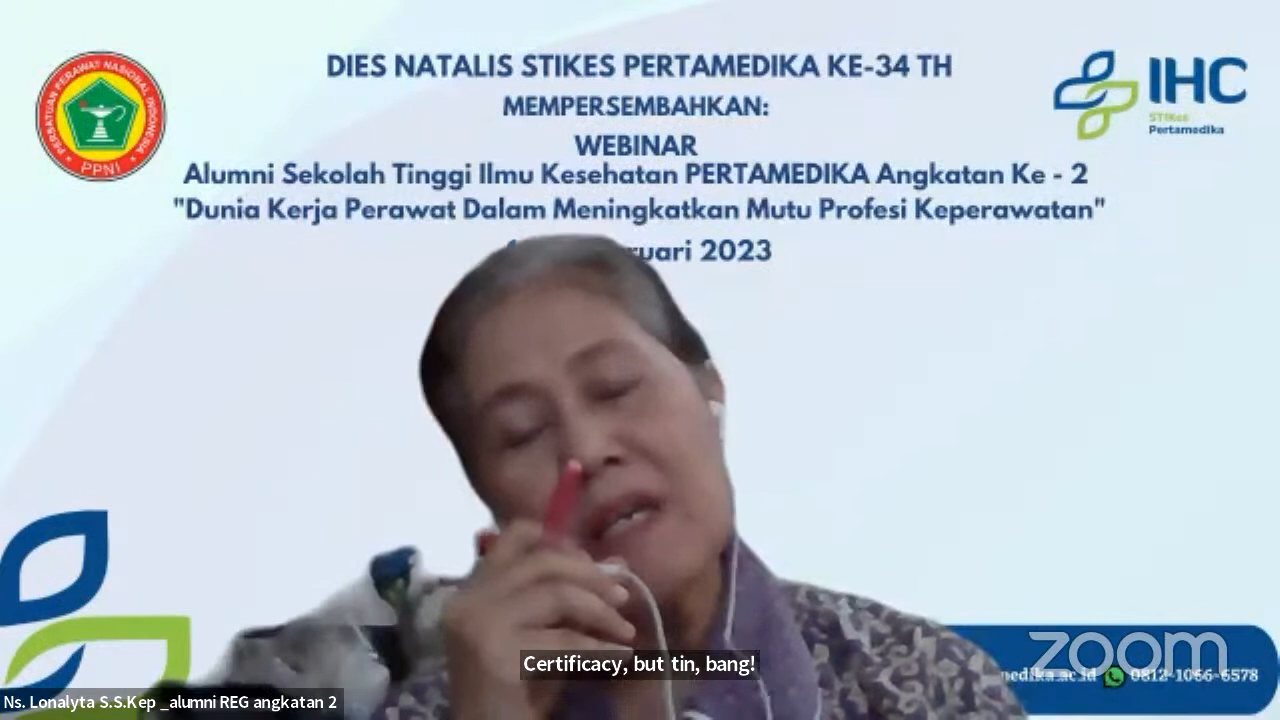 PERSATUAN PERAWAT NASIONAL INDONESIA
PPNI
DIES NATALIS STIKES PERTAMEDIKA KE-34 TH
MEMPERSEMBAHKAN:
WEBINAR
Alumni Sekolah Tinggi Ilmu Kesehatan PERTAMEDIKA Angkatan Ke - 2
"Dunia Kerja Perawat Dalam Meningkatkan Mutu Profesi Keperawatan"
2023
IHC
STIKes
Pertamedika
Certificacy, but tin, bang!
zoom
0812-1066-6578
Ns. Lonalyta S.S.Kep _alumni REG angkatan 2